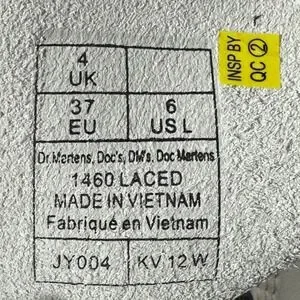 4
UK
37
EU
6
US L
Dr. Martens, Doc's, DM's, Doc Martens
1460 LACED
MADE IN VIETNAM
Fabriqué en Vietnam
JY004
KV 12 W
INSP BY
QC ②